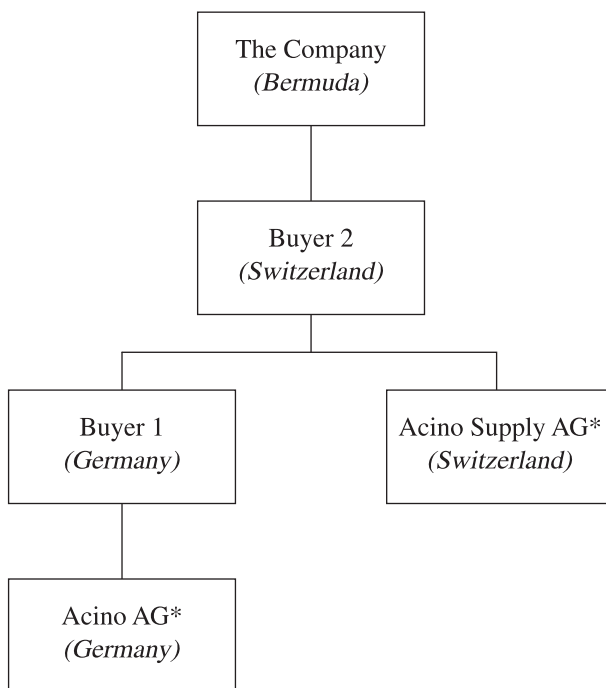 The Company
(Bermuda)
Buyer 2
(Switzerland)
Buyer 1
(Germany)
Acino Supply AG*
(Switzerland)
Acino AG*
(Germany)